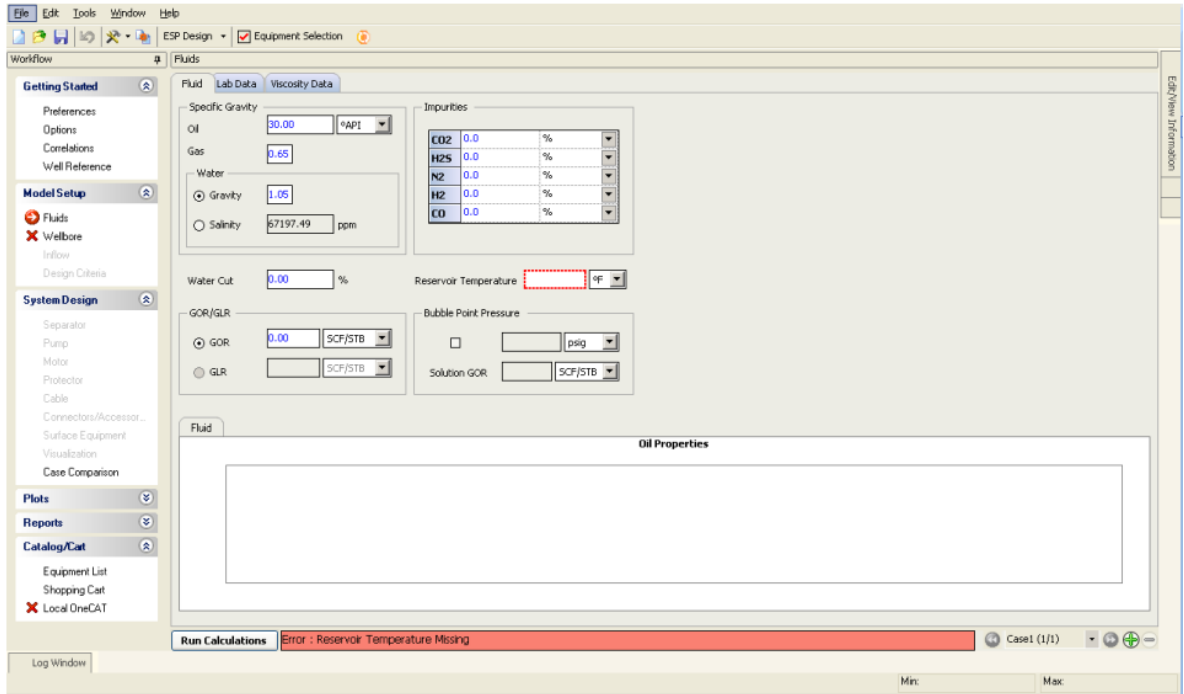 File Edit Tools Window Help
ESP Design Equipment Selection
Workflow
Fluids
Getting Started
Preferences
Options
Correlations
Well Reference
Model Setup
Fluids
Wellbore
Inflow
Design Criteria
System Design
Separator
Pump
Motor
Protector
Cable
Connectors/Accessor...
Surface Equipment
Visualization
Case Comparison
Plots
Reports
Catalog/Cart
Equipment List
Shopping Cart
Local OneCAT
Fluid Lab Data Viscosity Data
Specific Gravity
Oil 30.00 ºAPI
Gas 0.65
Water
Gravity 1.05
Salinity 67197.49 ppm
Impurities
CO2 0.0 %
H2S 0.0 %
N2 0.0 %
H2 0.0 %
CO 0.0 %
Water Cut 0.00 %
Reservoir Temperature ºF
GOR/GLR
GOR 0.00 SCF/STB
GLR SCF/STB
Bubble Point Pressure
psig
Solution GOR SCF/STB
Fluid
Oil Properties
Run Calculations Error : Reservoir Temperature Missing Case1 (1/1)
Edit/View Information
Log Window
Min: Max: